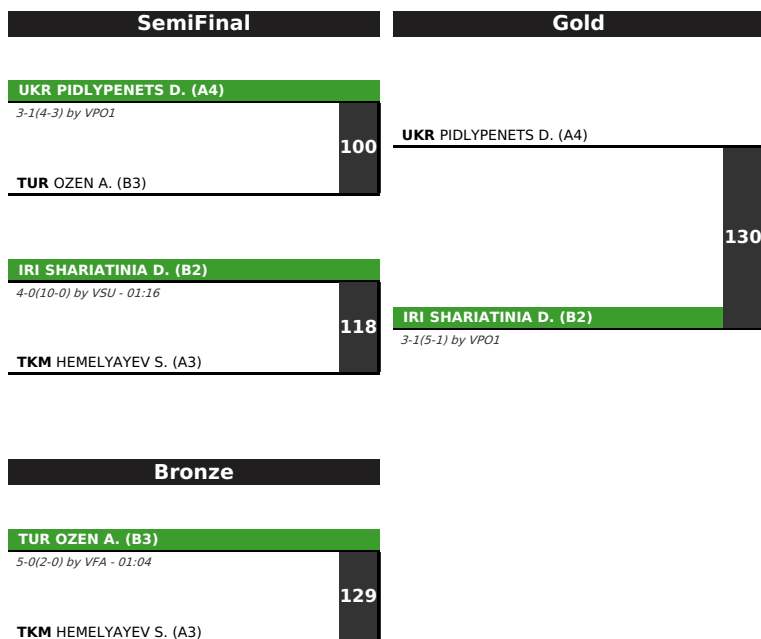 SemiFinal
UKR PIDLYPENETS D. (A4)
3-1(4-3) by VPO1
100
TUR OZEN A. (B3)
IRI SHARIATINIA D. (B2)
4-0(10-0) by VSU - 01:16
118
TKM HEMELYAYEV S. (A3)
Gold
UKR PIDLYPENETS D. (A4)
130
IRI SHARIATINIA D. (B2)
3-1(5-1) by VPO1
Bronze
TUR OZEN A. (B3)
5-0(2-0) by VFA - 01:04
129
TKM HEMELYAYEV S. (A3)